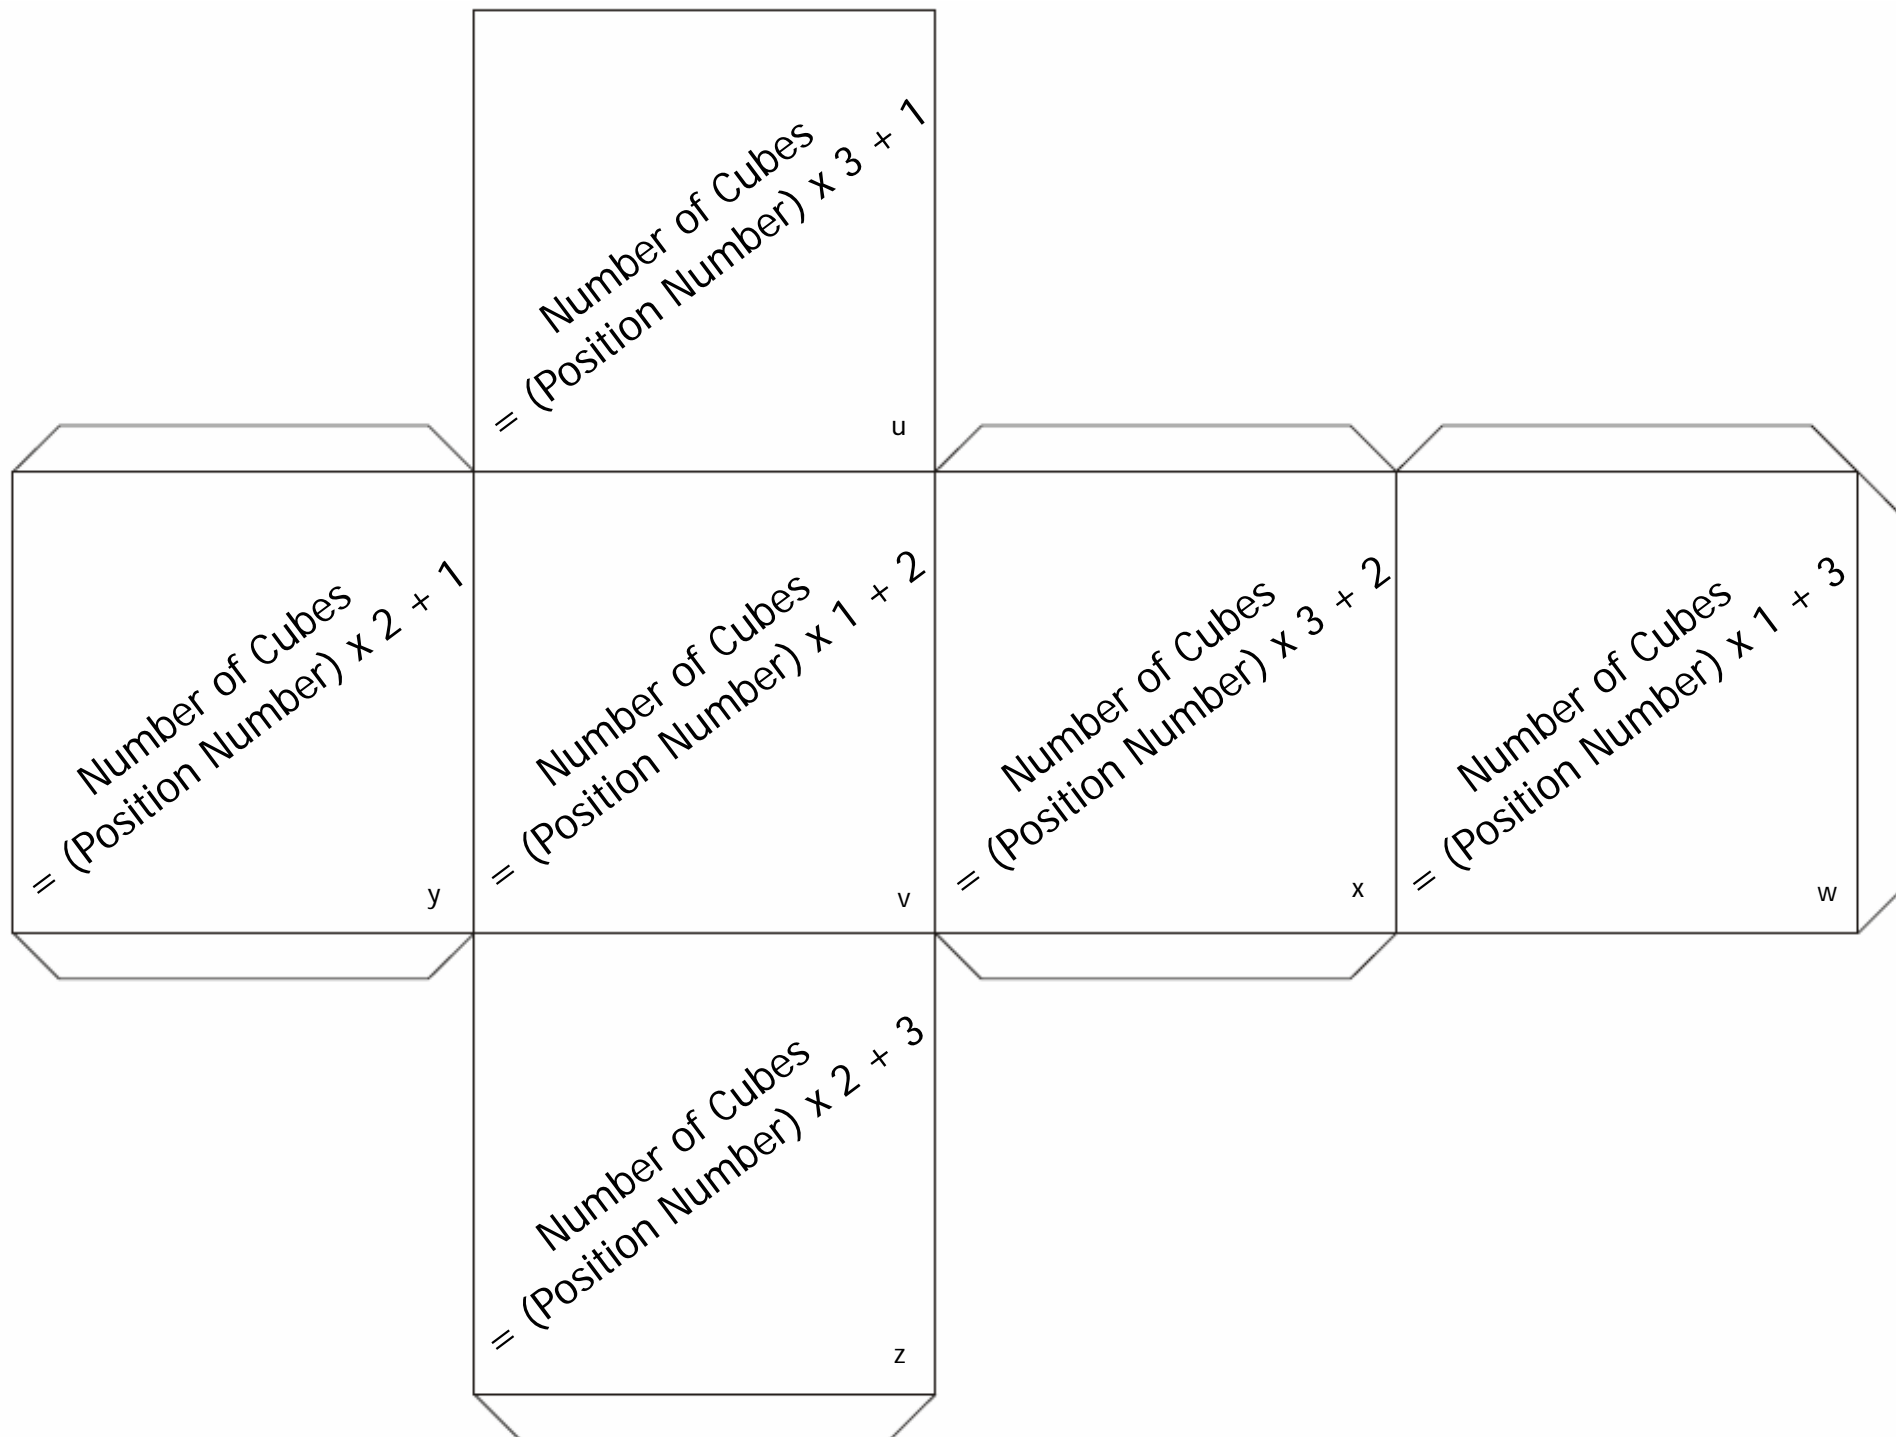 Number of Cubes
= (Position Number) x 3 + 1
u
Number of Cubes
= (Position Number) x 2 + 1
y
Number of Cubes
= (Position Number) x 1 + 2
v
Number of Cubes
= (Position Number) x 3 + 2
x
Number of Cubes
= (Position Number) x 1 + 3
w
Number of Cubes
= (Position Number) x 2 + 3
z